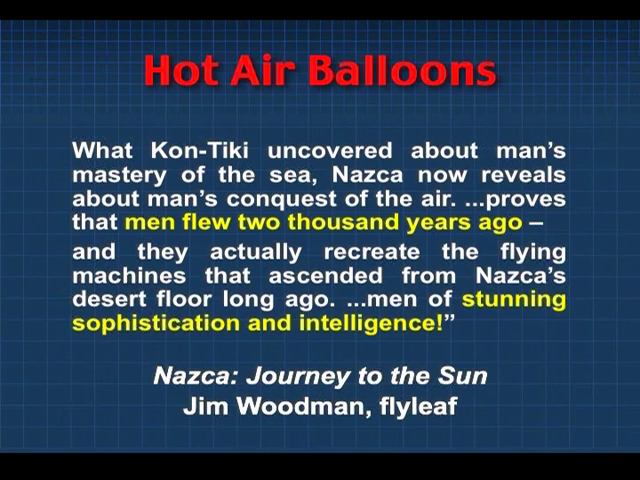 Hot Air Balloons
What Kon-Tiki uncovered about man's
mastery of the sea, Nazca now reveals
about man's conquest of the air. ...proves
that men flew two thousand years ago –
and they actually recreate the flying
machines that ascended from Nazca's
desert floor long ago. ...men of stunning
sophistication and intelligence!”
Nazca: Journey to the Sun
Jim Woodman, flyleaf